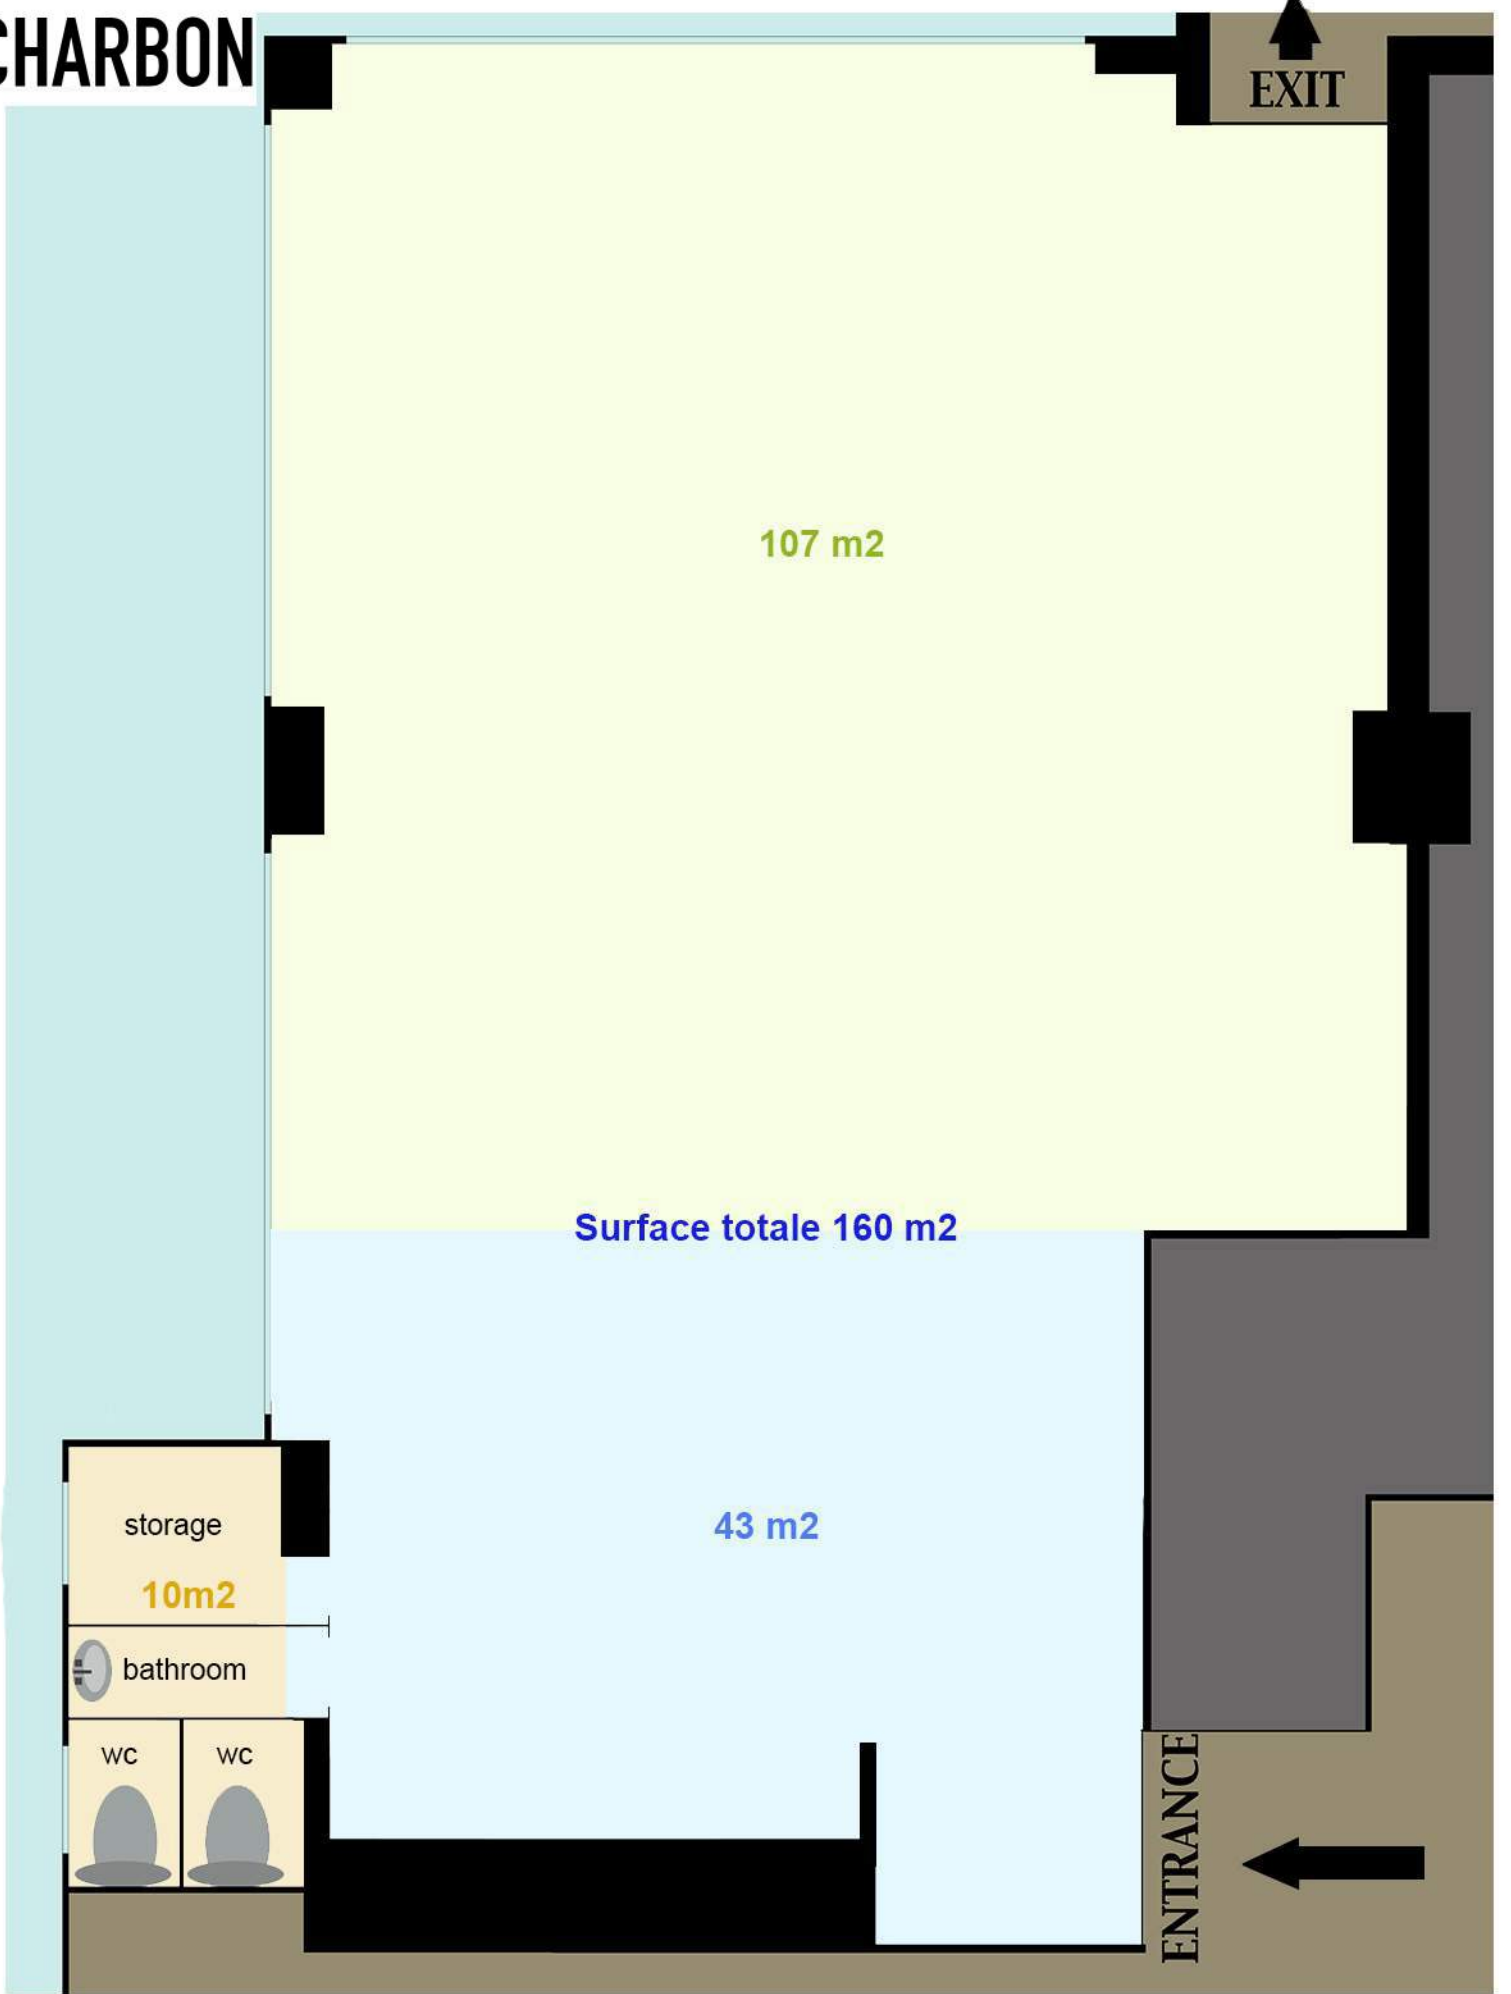 CHARBON
EXIT
107 m2
Surface totale 160 m2
storage
43 m2
10m2
bathroom
wc
wc
ENTRANCE